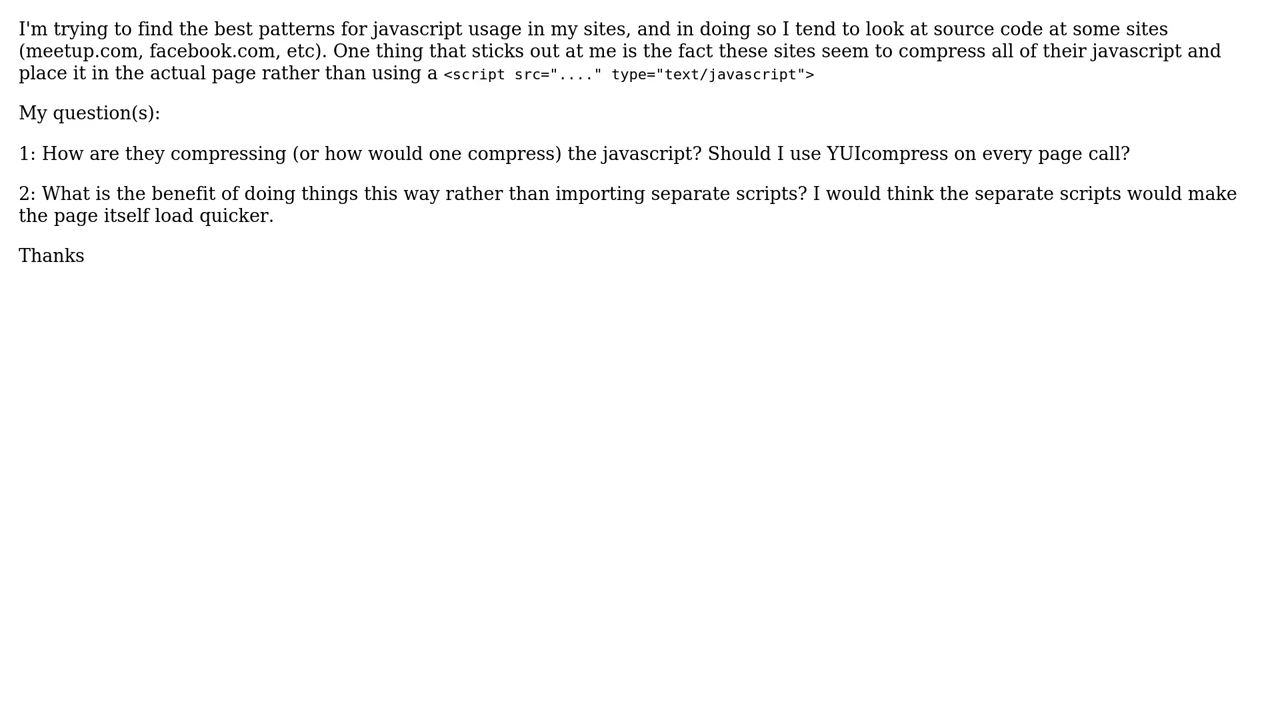 I'm trying to find the best patterns for javascript usage in my sites, and in doing so I tend to look at source code at some sites
(meetup.com, facebook.com, etc). One thing that sticks out at me is the fact these sites seem to compress all of their javascript and
place it in the actual page rather than using a <script src="...." type="text/javascript">
My question(s):
1: How are they compressing (or how would one compress) the javascript? Should I use YUIcompress on every page call?
2: What is the benefit of doing things this way rather than importing separate scripts? I would think the separate scripts would make
the page itself load quicker.
Thanks